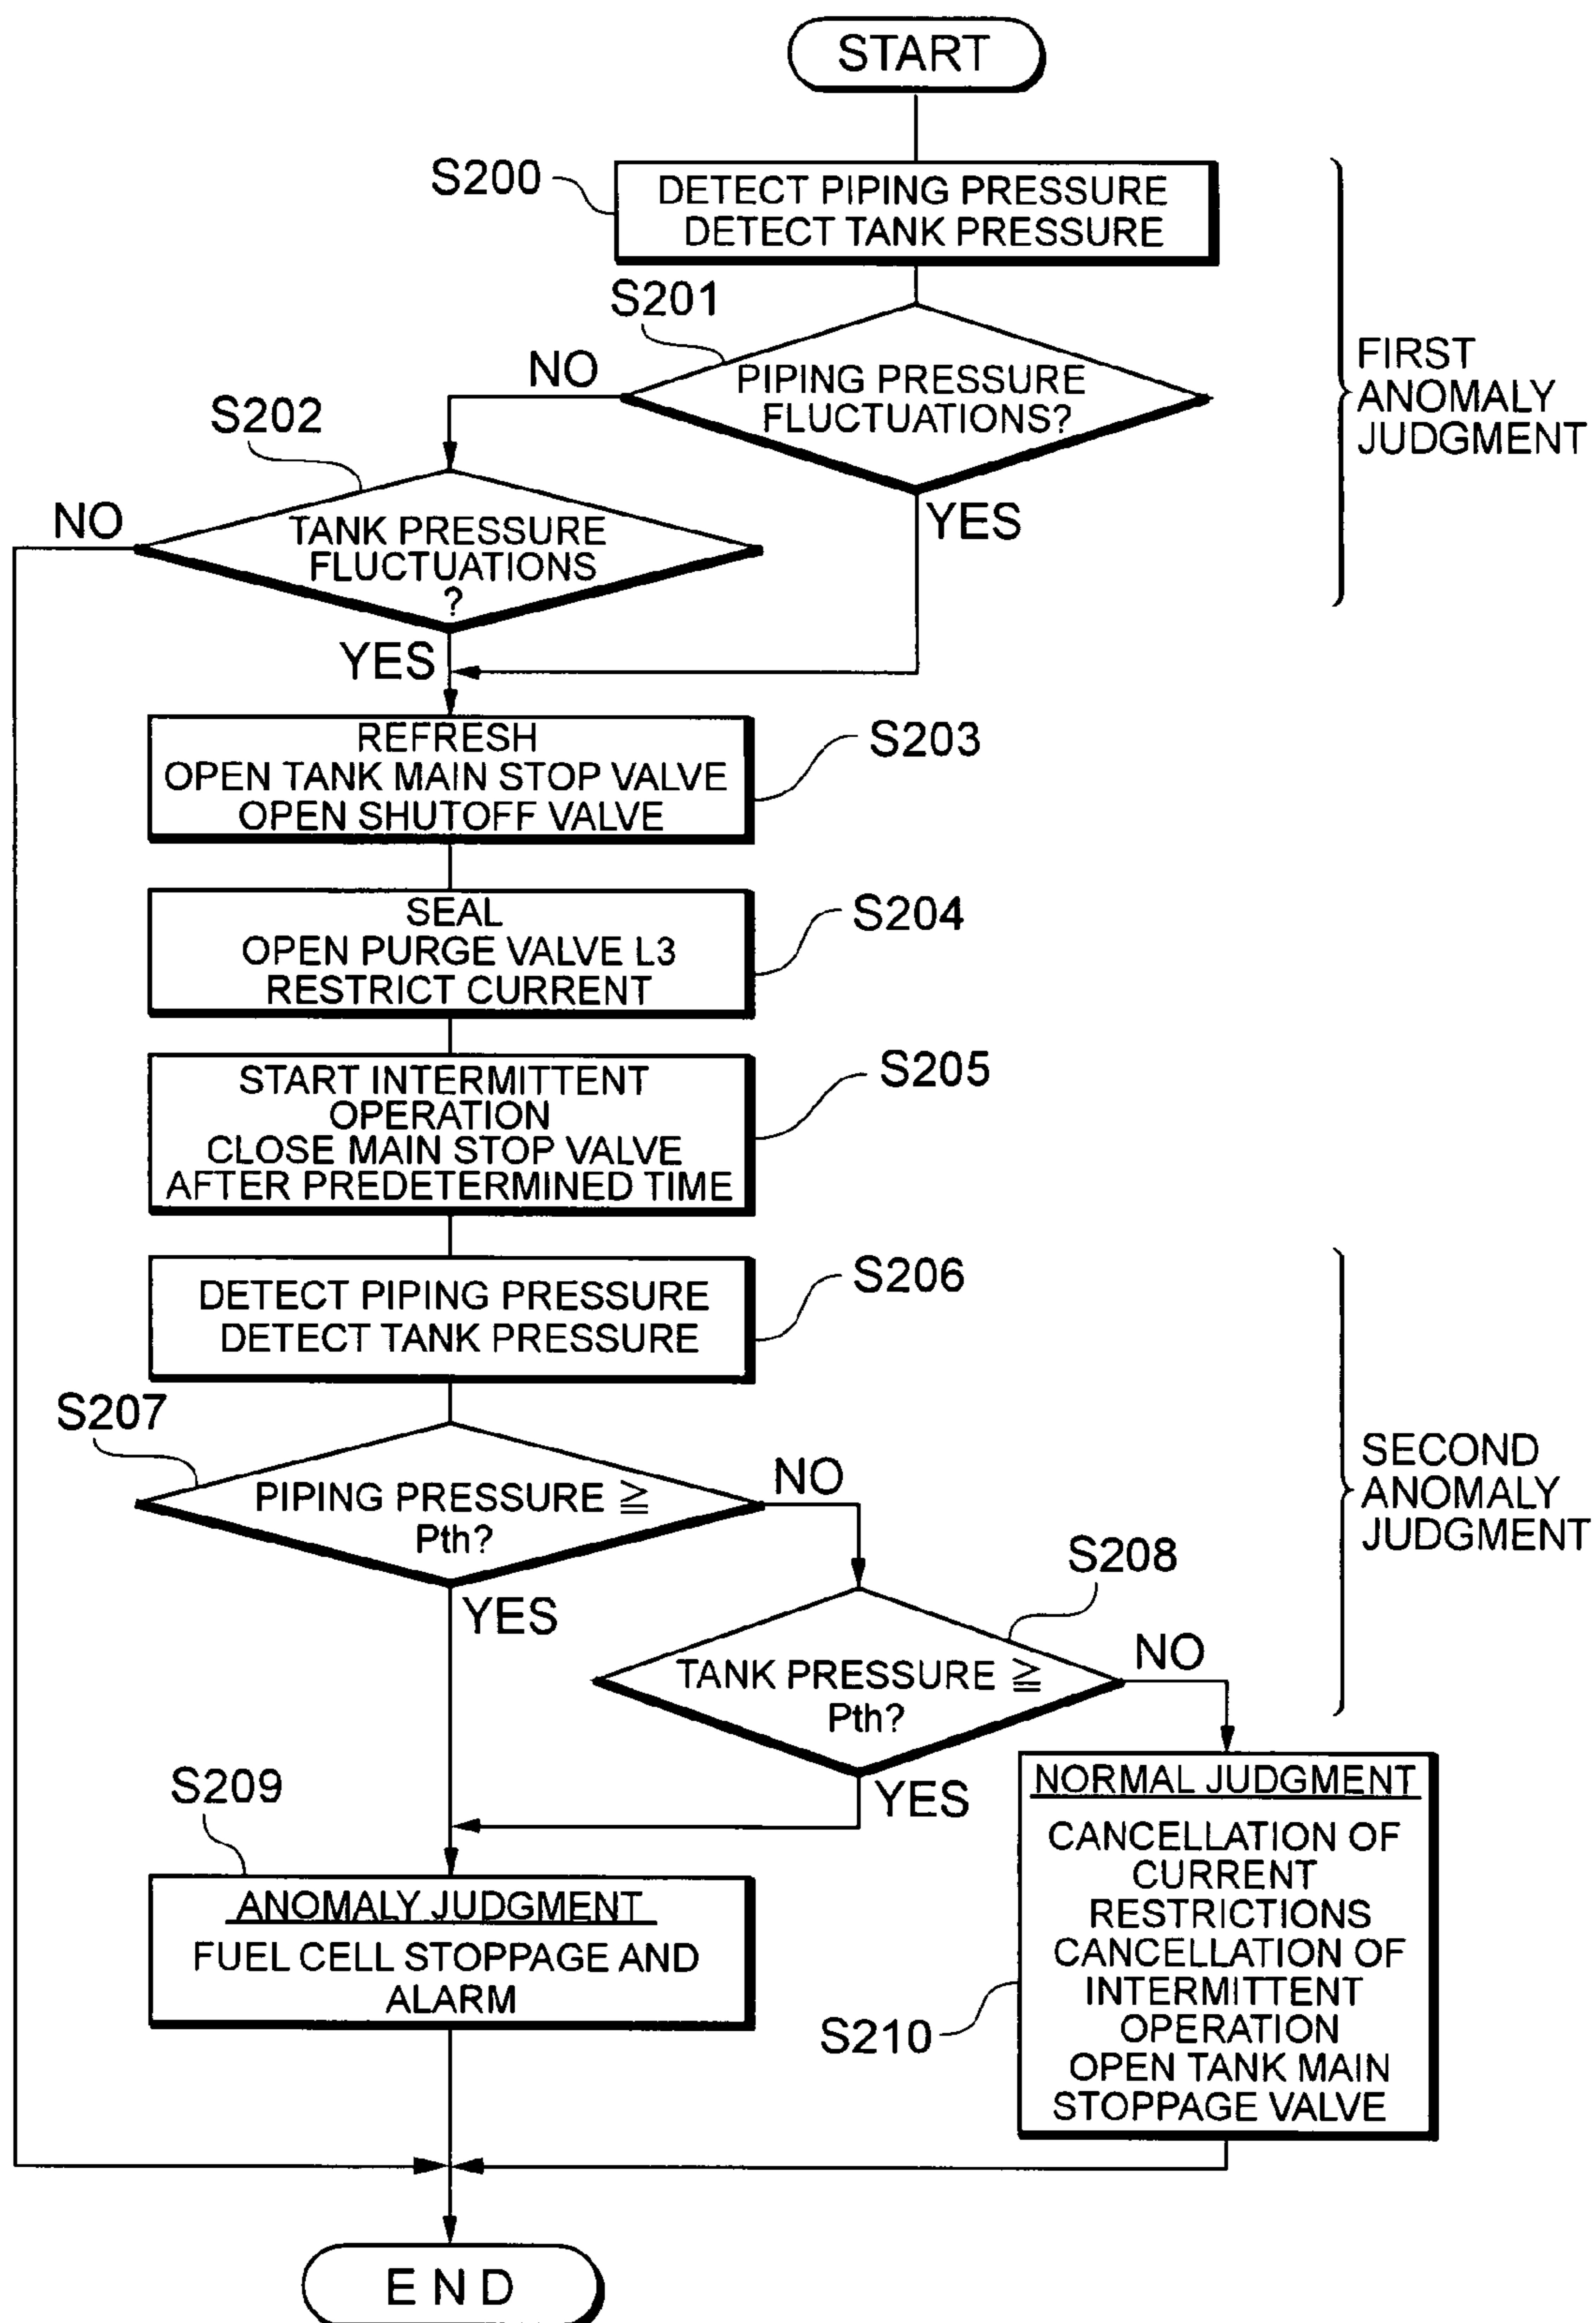 START
S200
DETECT PIPING PRESSURE
DETECT TANK PRESSURE
S201
PIPING PRESSURE
FLUCTUATIONS?
NO
YES
FIRST
ANOMALY
JUDGMENT
S202
TANK PRESSURE
FLUCTUATIONS
?
NO
YES
REFRESH
OPEN TANK MAIN STOP VALVE
OPEN SHUTOFF VALVE
S203
SEAL
OPEN PURGE VALVE L3
RESTRICT CURRENT
S204
START INTERMITTENT
OPERATION
CLOSE MAIN STOP VALVE
AFTER PREDETERMINED TIME
S205
DETECT PIPING PRESSURE
DETECT TANK PRESSURE
S206
S207
PIPING PRESSURE ≧
Pth?
NO
YES
SECOND
ANOMALY
JUDGMENT
S208
TANK PRESSURE ≧
Pth?
NO
YES
S209
ANOMALY JUDGMENT
FUEL CELL STOPPAGE AND
ALARM
NORMAL JUDGMENT
CANCELLATION OF
CURRENT
RESTRICTIONS
CANCELLATION OF
INTERMITTENT
OPERATION
OPEN TANK MAIN
STOPPAGE VALVE
S210
END